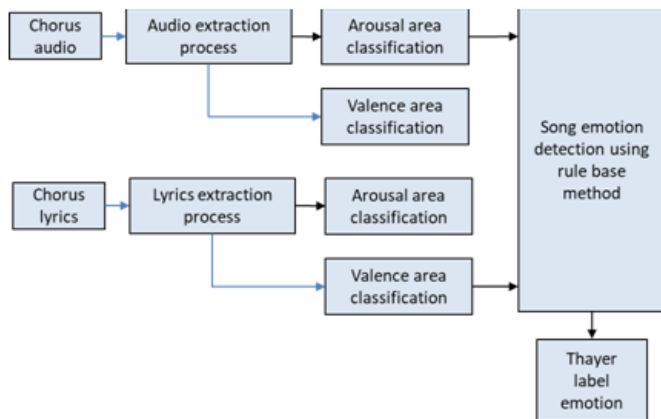 Chorus
audio
Audio extraction
process
Arousal area
classification
Valence area
classification
Song emotion
detection using
rule base
method
Chorus
lyrics
Lyrics extraction
process
Arousal area
classification
Valence area
classification
Thayer
label
emotion